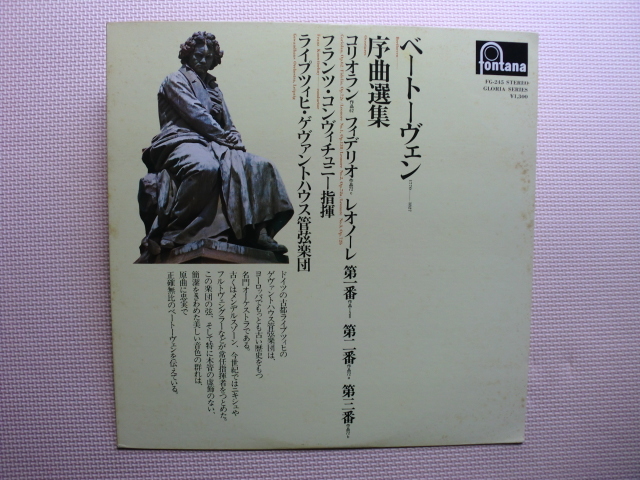 ベートーヴェン
序曲選集
コリオラン フィデリオ レオノーレ 第一番 第二番 第三番
フランツ・コンヴィチュニー指揮
ライプツィヒ・ゲヴァントハウス管弦楽団
fontana
FG-245 STEREO
GLORIA SERIES
¥1,300
ドイツの古都ライプツィヒの
ゲヴァントハウス管弦楽団は、
ヨーロッパでもっとも古い歴史をもつ
名門オーケストラである。
古くはメンデルスゾーン、今世紀ではニキシュや
フルトヴェングラーなどが常任指揮者をつとめた。
この楽団の弦、そして特に木管の虚飾のない、
簡潔をきわめた美しい音色の群れは、
原曲に忠実で
正確無比のベートーヴェンを伝えている。